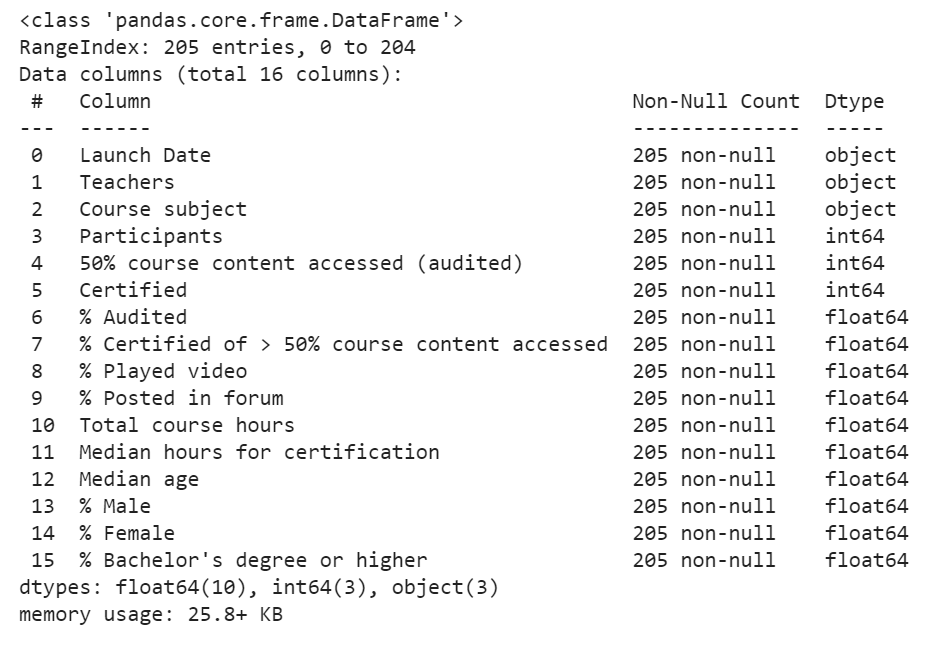 <class 'pandas.core.frame.DataFrame'>
RangeIndex: 205 entries, 0 to 204
Data columns (total 16 columns):
 #   Column                                        Non-Null Count  Dtype
---  ------                                        --------------  -----
 0   Launch Date                                   205 non-null    object
 1   Teachers                                      205 non-null    object
 2   Course subject                                205 non-null    object
 3   Participants                                  205 non-null    int64
 4   50% course content accessed (audited)         205 non-null    int64
 5   Certified                                     205 non-null    int64
 6   % Audited                                     205 non-null    float64
 7   % Certified of > 50% course content accessed  205 non-null    float64
 8   % Played video                                205 non-null    float64
 9   % Posted in forum                             205 non-null    float64
 10  Total course hours                            205 non-null    float64
 11  Median hours for certification                205 non-null    float64
 12  Median age                                    205 non-null    float64
 13  % Male                                        205 non-null    float64
 14  % Female                                      205 non-null    float64
 15  % Bachelor's degree or higher                 205 non-null    float64
dtypes: float64(10), int64(3), object(3)
memory usage: 25.8+ KB